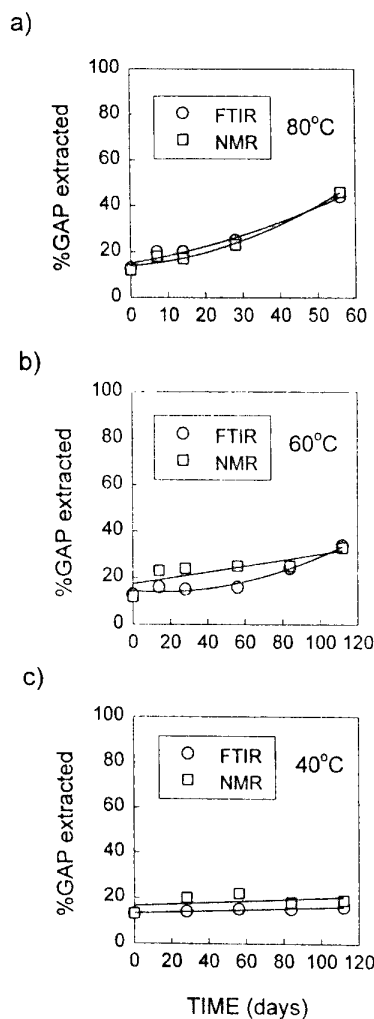 a)
100
80
60
40
20
0
%GAP extracted
FTIR
NMR
80°C
0 10 20 30 40 50 60
b)
100
80
60
40
20
0
%GAP extracted
FTIR
NMR
60°C
0 20 40 60 80 100 120
c)
100
80
60
40
20
0
%GAP extracted
FTIR
NMR
40°C
0 20 40 60 80 100 120
TIME (days)